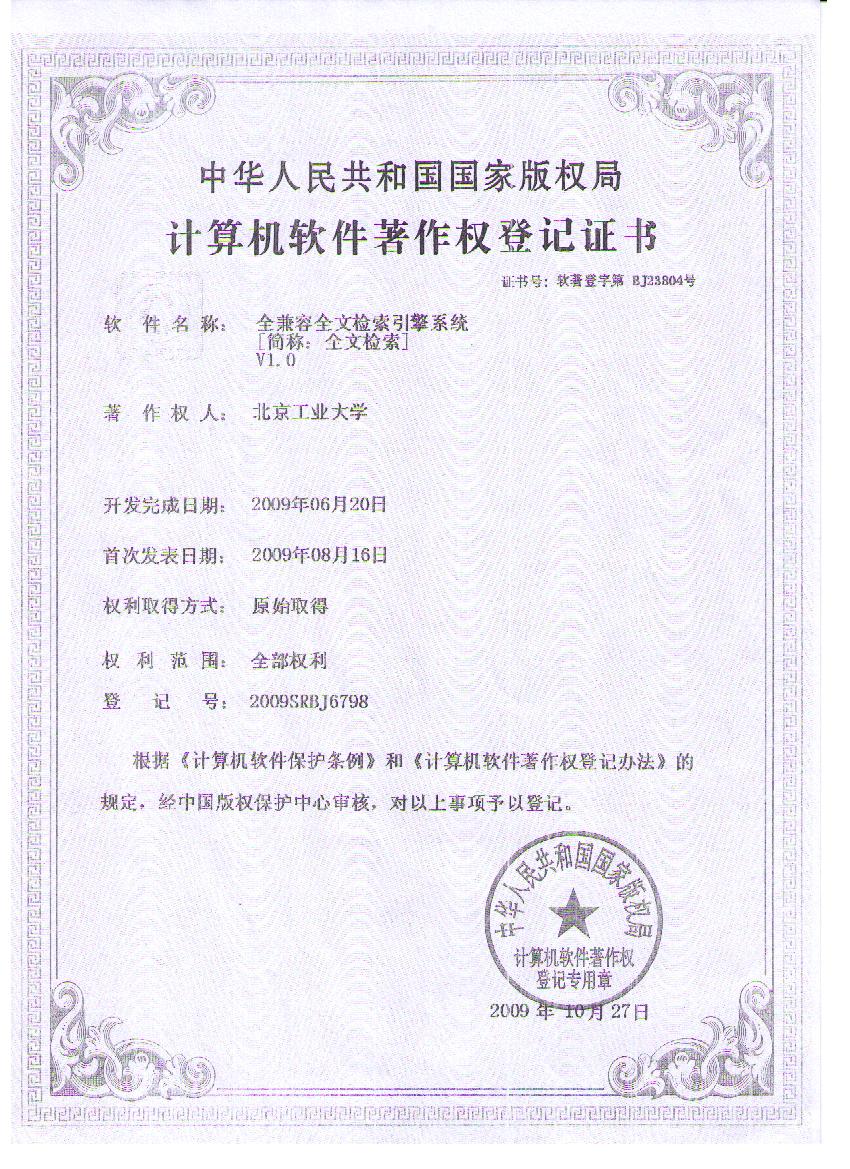 中华人民共和国国家版权局
计算机软件著作权登记证书
证书号：软著登字第 BJ23804号
软件名称： 全兼容全文检索引擎系统
[简称：全文检索]
V1.0
著作权人： 北京工业大学
开发完成日期： 2009年06月20日
首次发表日期： 2009年08月16日
权利取得方式： 原始取得
权利范围： 全部权利
登记号： 2009SRBJ6798
根据《计算机软件保护条例》和《计算机软件著作权登记办法》的
规定，经中国版权保护中心审核，对以上事项予以登记。
中华人民共和国国家版权局
计算机软件著作权
登记专用章
2009 年 10月 27日